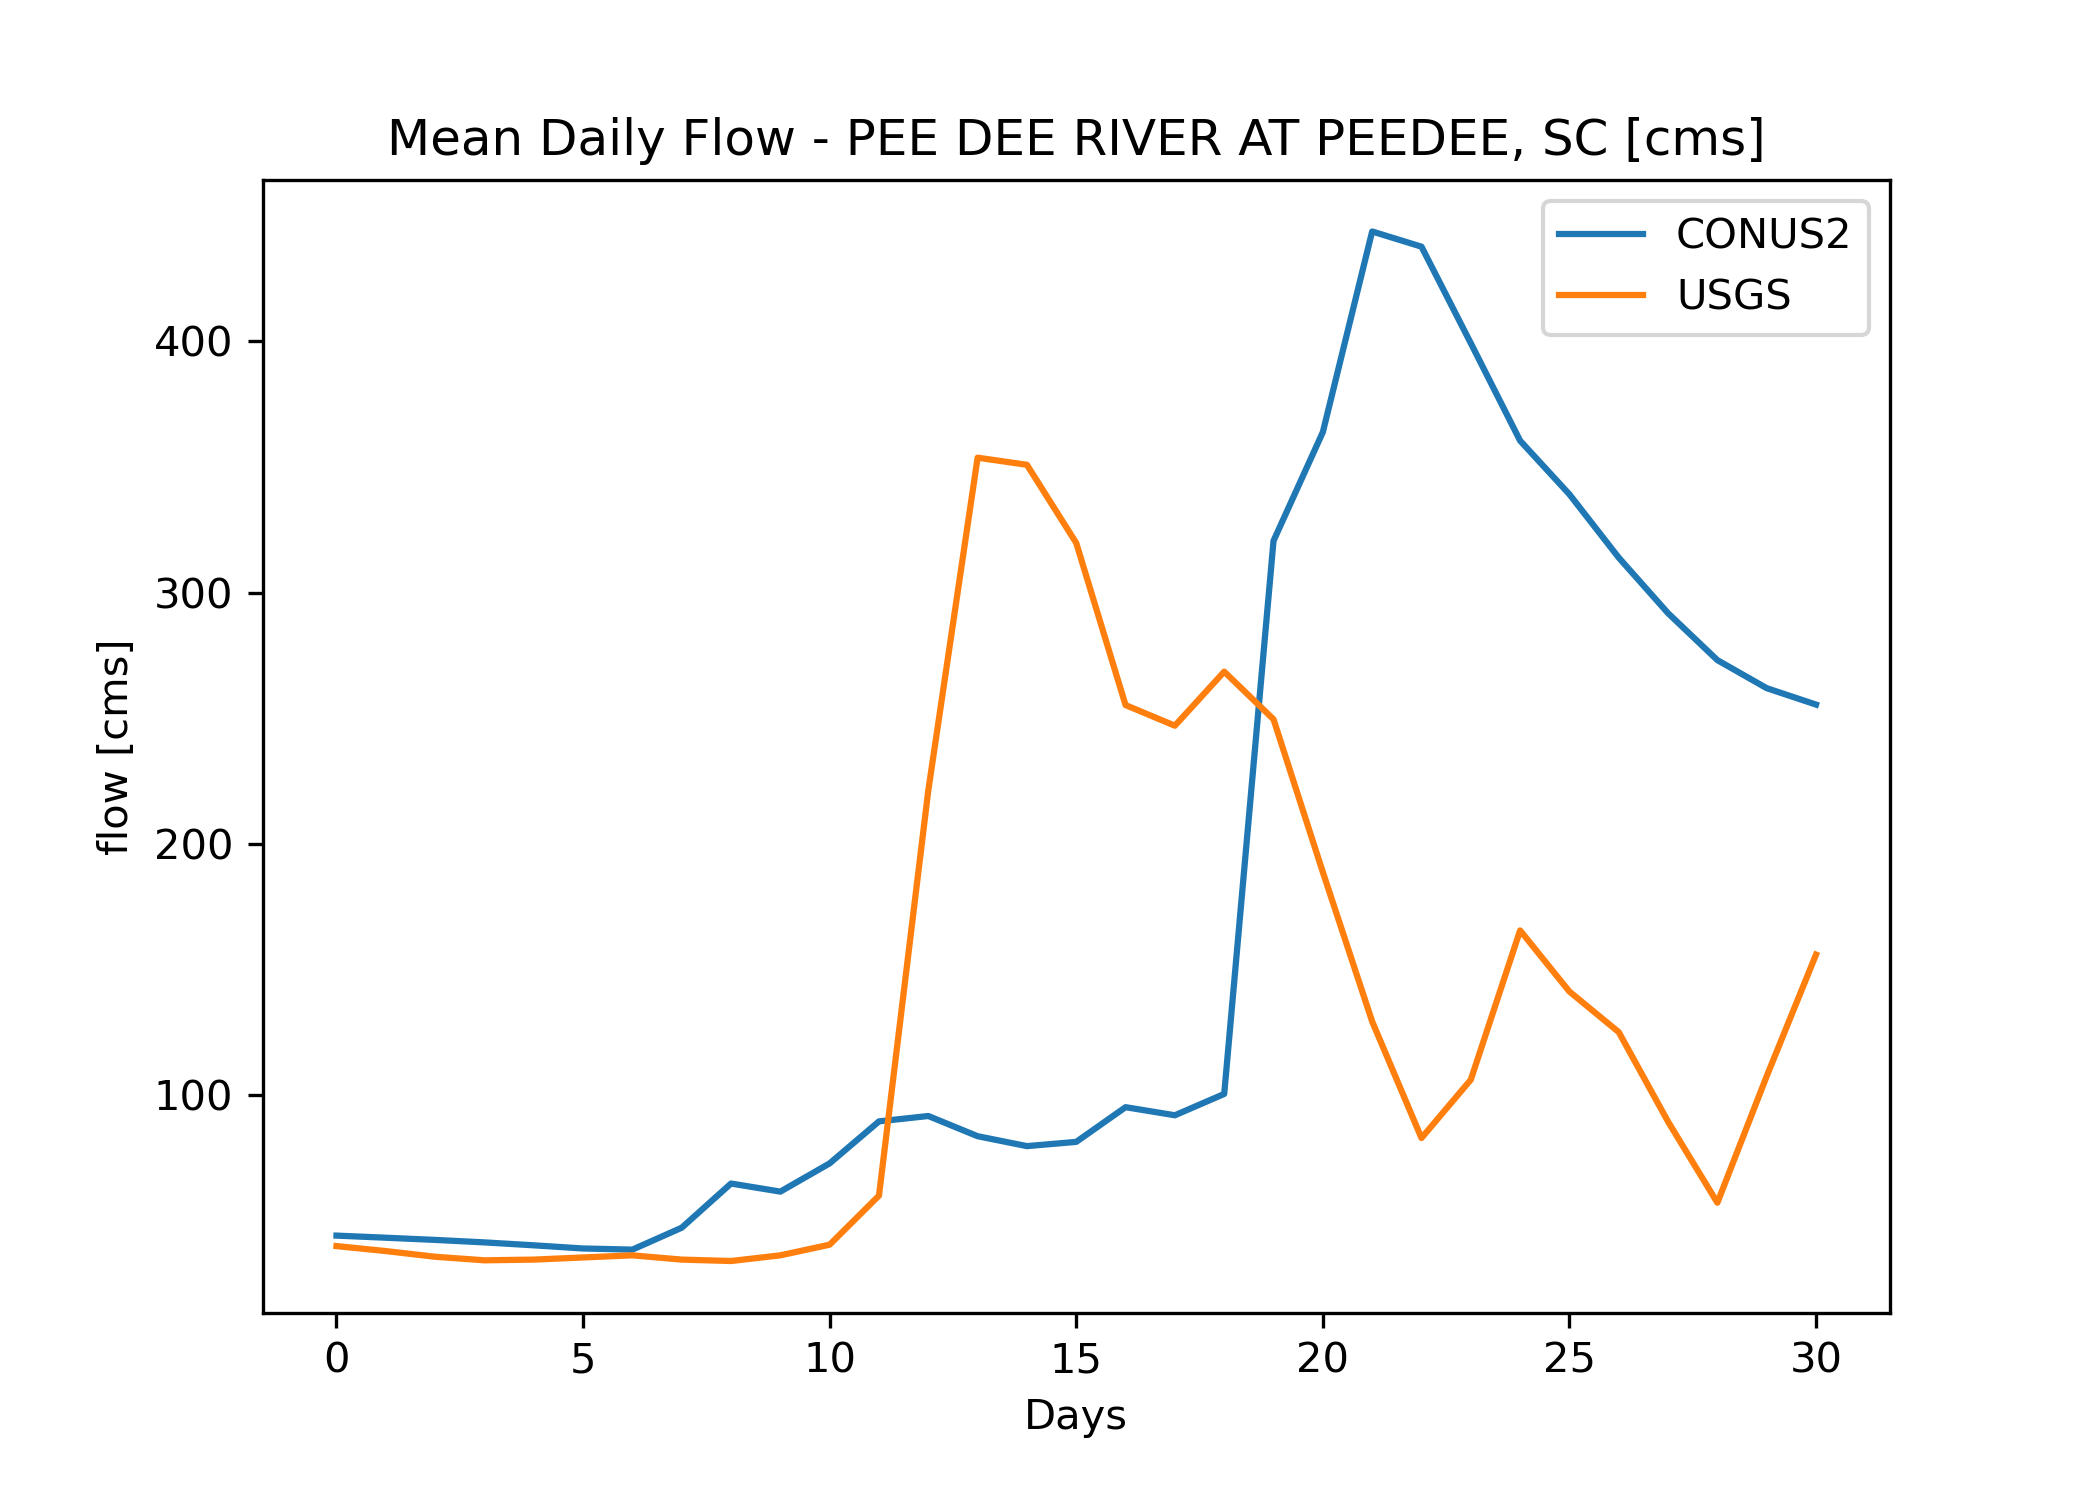 Mean Daily Flow - PEE DEE RIVER AT PEEDEE, SC [cms]
CONUS2
USGS
400
300
200
100
flow [cms]
0 5 10 15 20 25 30
Days